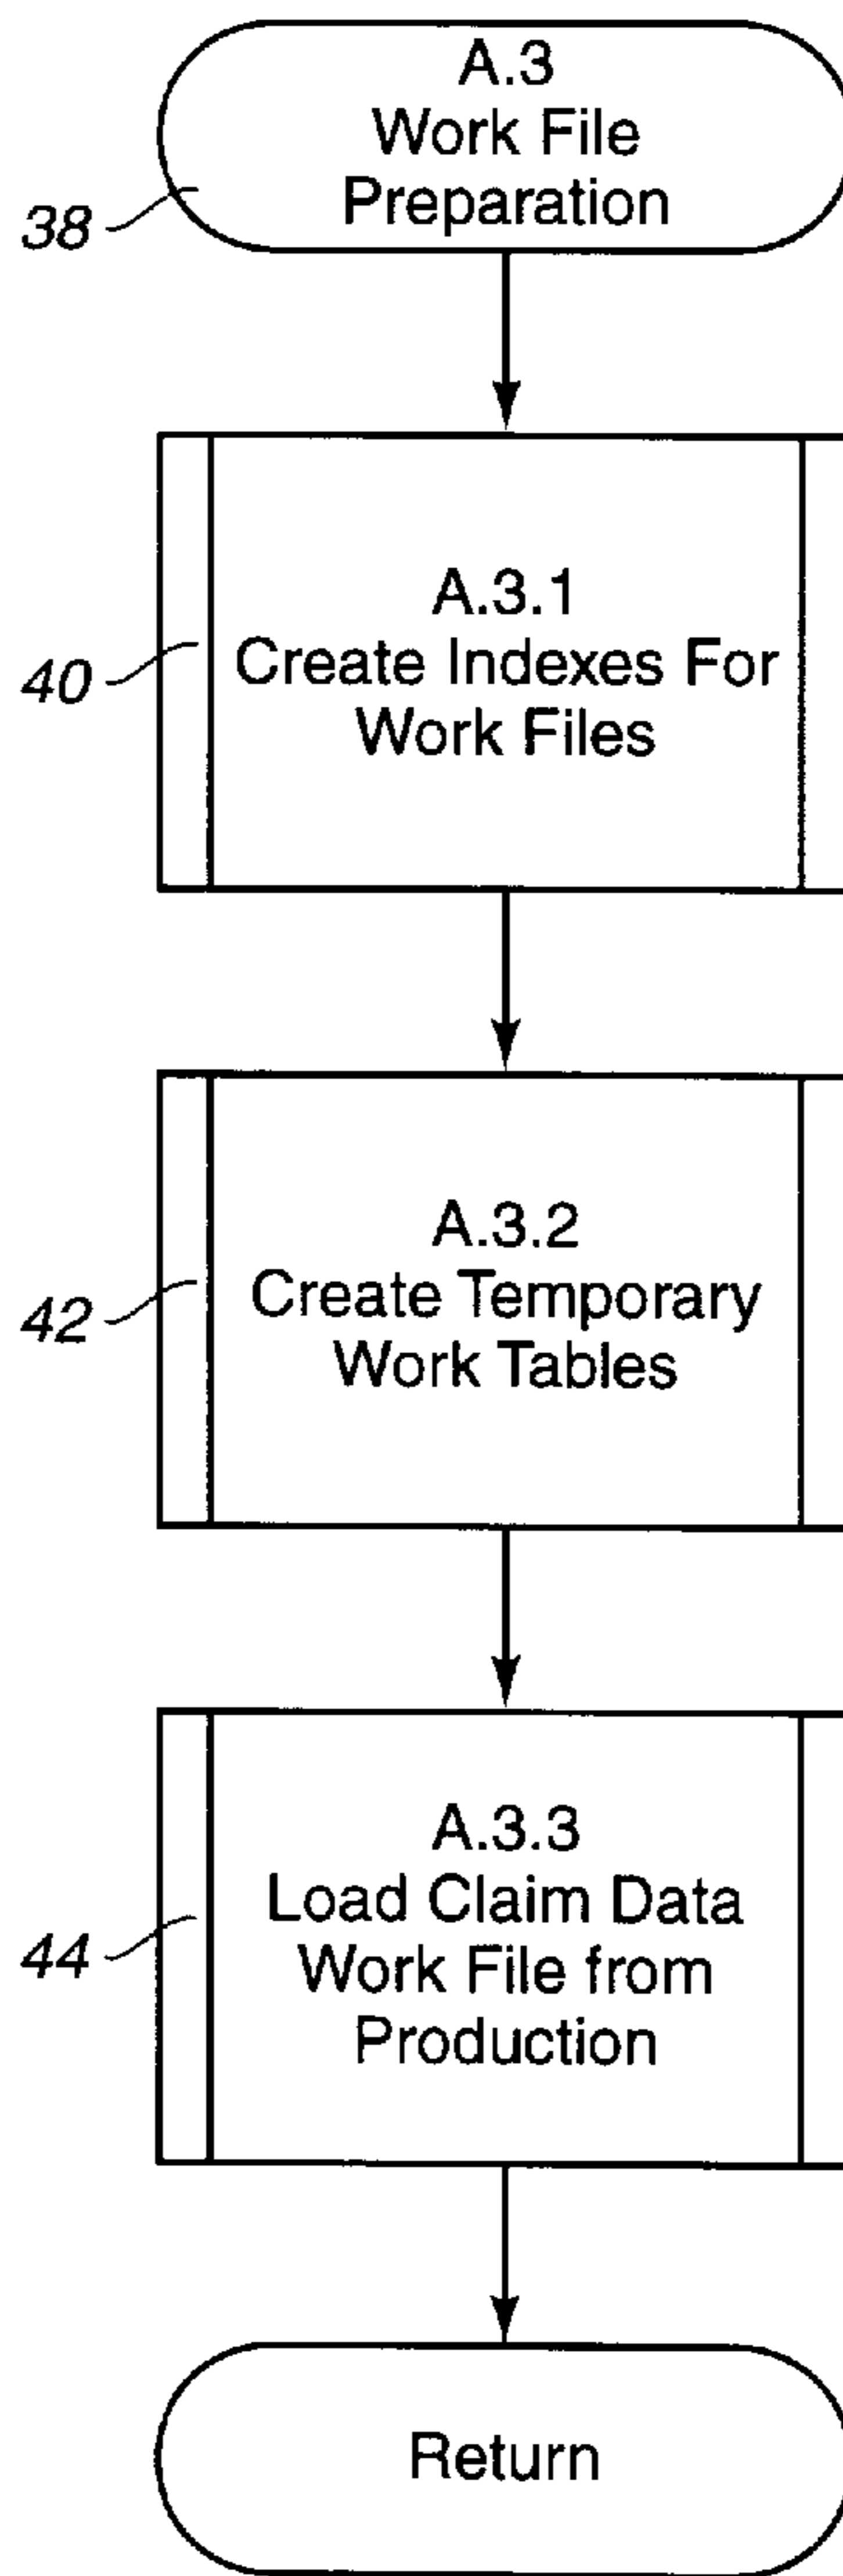 A.3
Work File
Preparation
38
A.3.1
Create Indexes For
Work Files
40
A.3.2
Create Temporary
Work Tables
42
A.3.3
Load Claim Data
Work File from
Production
44
Return